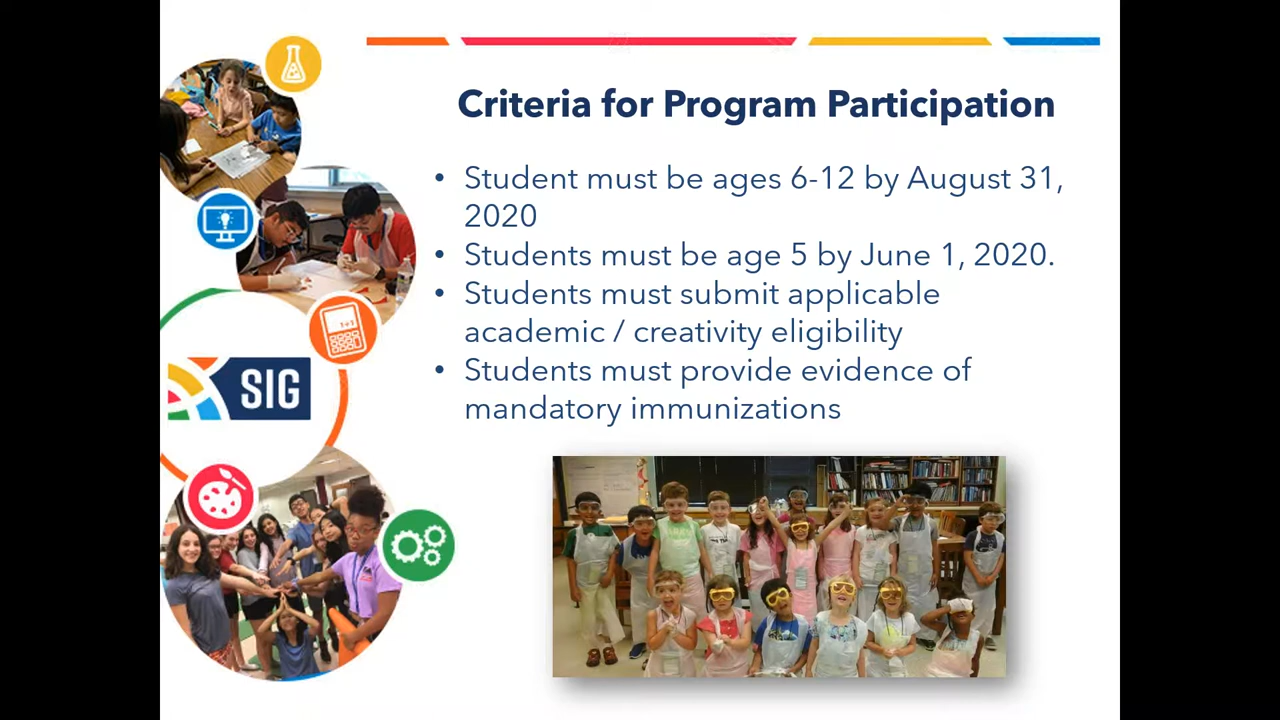 Criteria for Program Participation
• Student must be ages 6-12 by August 31,
2020
• Students must be age 5 by June 1, 2020.
• Students must submit applicable
academic / creativity eligibility
• Students must provide evidence of
mandatory immunizations
SIG